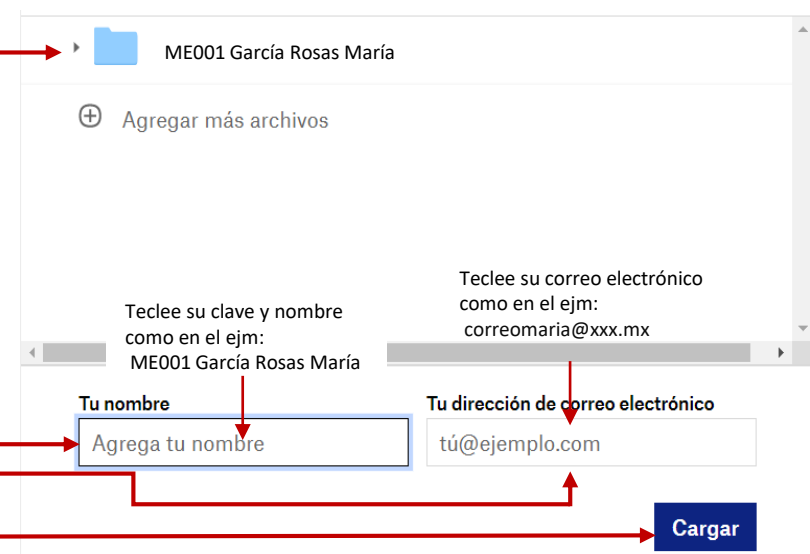 ME001 García Rosas María
Agregar más archivos
Teclee su correo electrónico
como en el ejm:
correomaria@xxx.mx
Teclee su clave y nombre
como en el ejm:
ME001 García Rosas María
Tu nombre
Tu dirección de correo electrónico
Agrega tu nombre
tú@ejemplo.com
Cargar